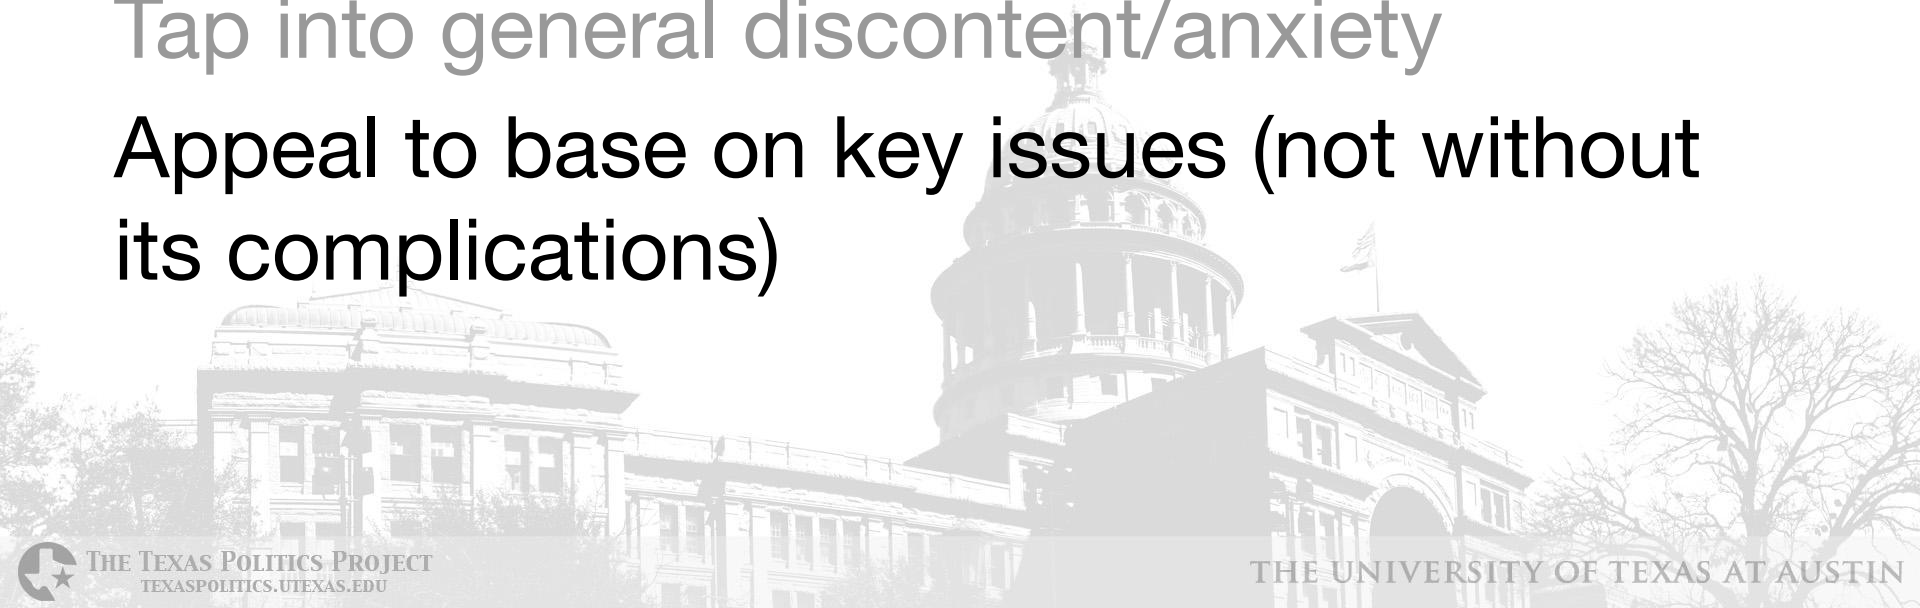 Tap into general discontent/anxiety
Appeal to base on key issues (not without
its complications)
THE TEXAS POLITICS PROJECT
TEXASPOLITICS.UTEXAS.EDU
THE UNIVERSITY OF TEXAS AT AUSTIN